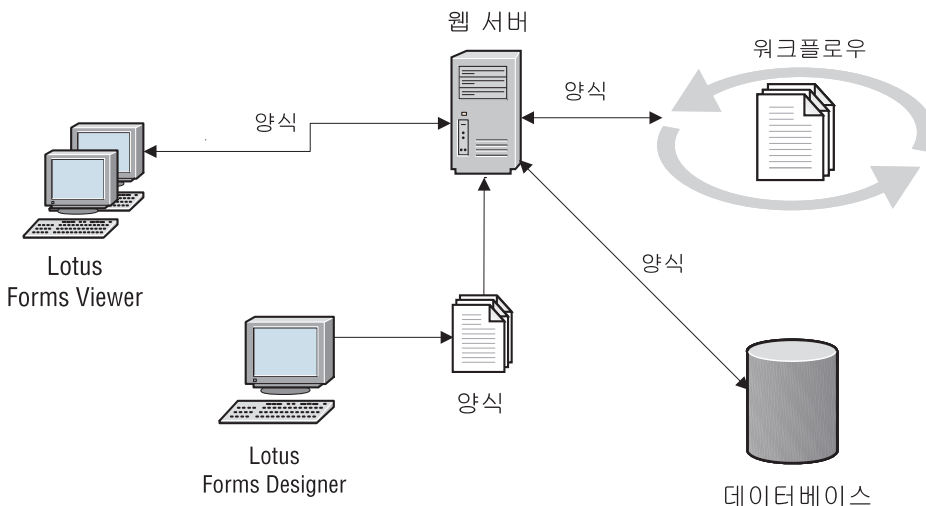 웹 서버
워크플로우
양식
양식
Lotus
Forms Viewer
양식
양식
Lotus
Forms Designer
데이터베이스